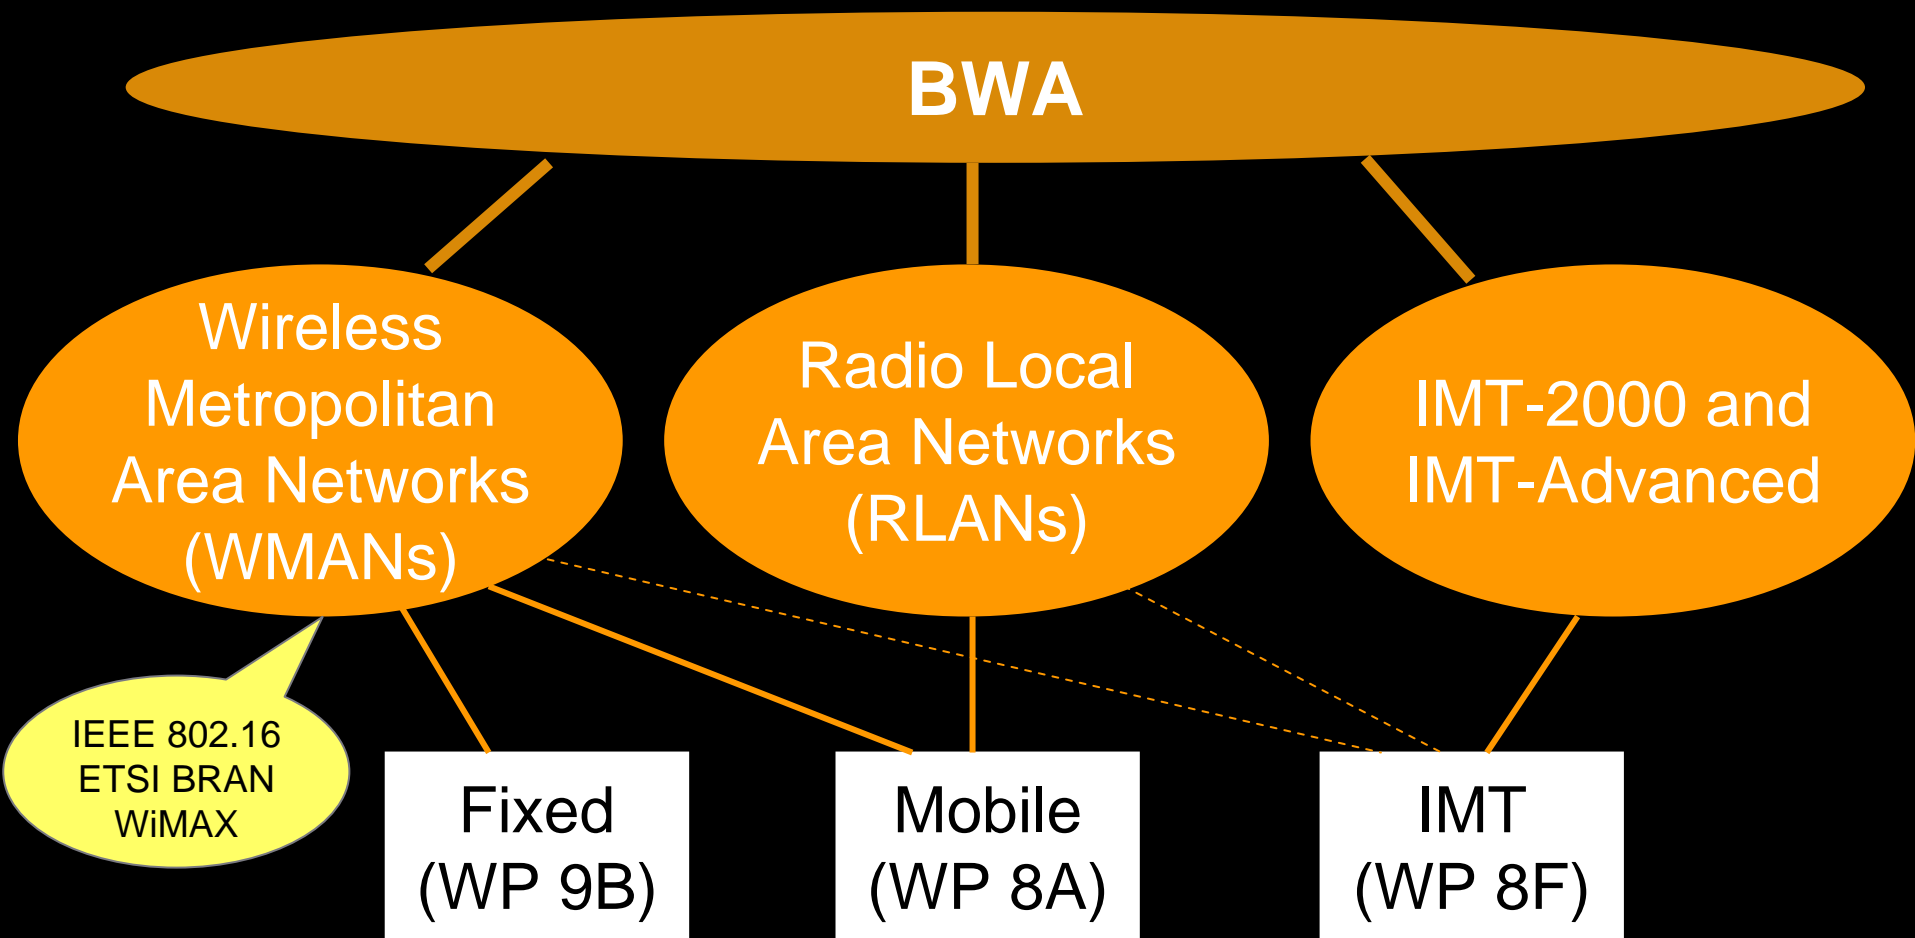 BWA
Wireless
Metropolitan
Area Networks
(WMANs)
Radio Local
Area Networks
(RLANs)
IMT-2000 and
IMT-Advanced
IEEE 802.16
ETSI BRAN
WiMAX
Fixed
(WP 9B)
Mobile
(WP 8A)
IMT
(WP 8F)